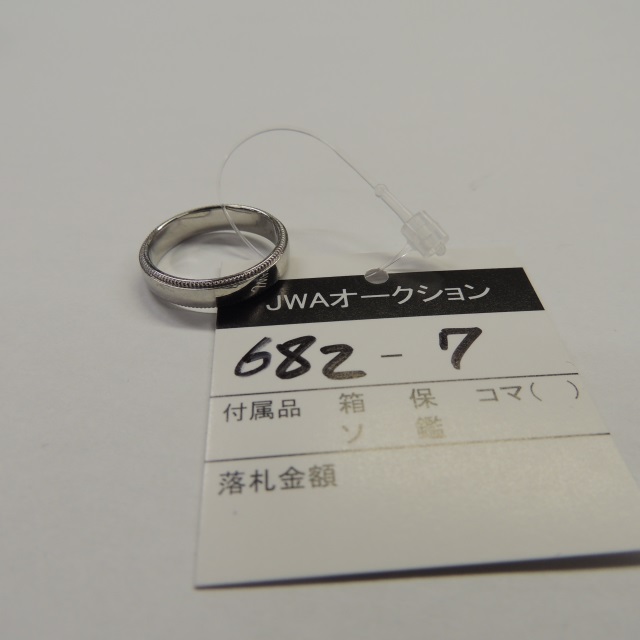 JWAオークション
682-7
付属品 箱 保 コマ( )
ソ 鑑
落札金額